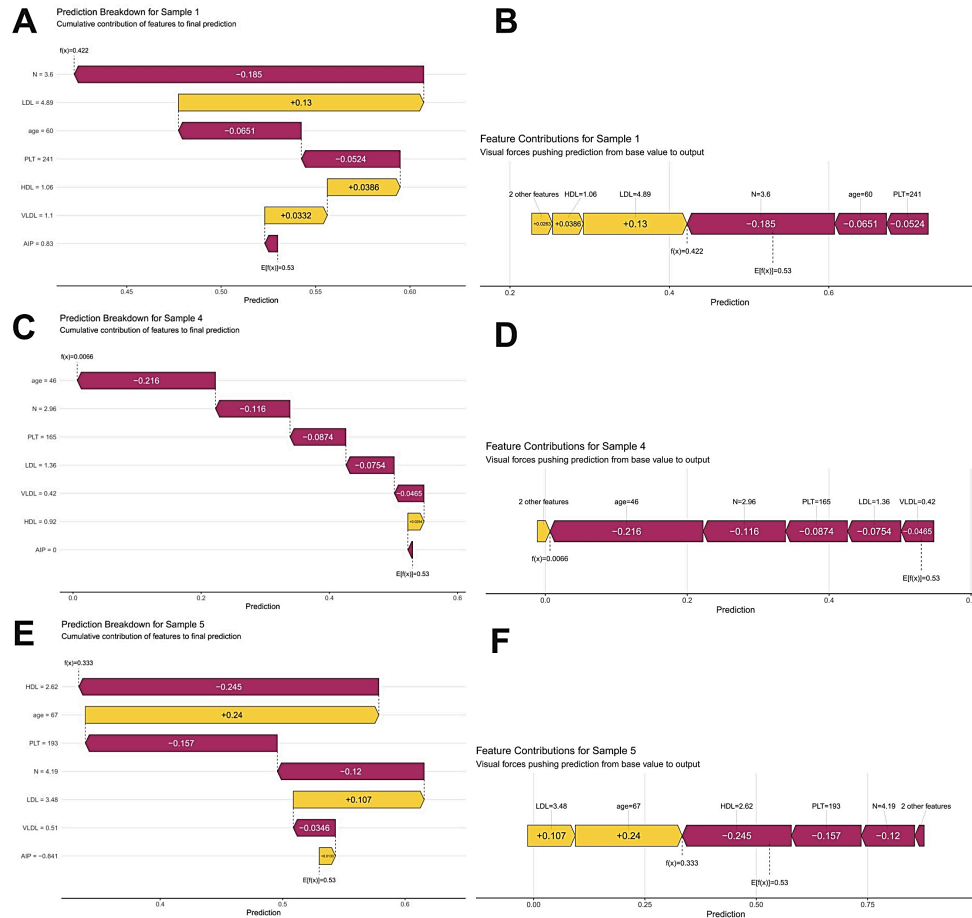 A
Prediction Breakdown for Sample 1
Cumulative contribution of features to final prediction
f(x)=0.422
N = 3.6
−0.185
LDL = 4.89
+0.13
age = 60
−0.0651
PLT = 241
−0.0524
HDL = 1.06
+0.0386
VLDL = 1.1
+0.0332
AIP = 0.83
E[f(x)]=0.53
0.45 0.50 0.55 0.60
Prediction
B
Feature Contributions for Sample 1
Visual forces pushing prediction from base value to output
2 other features HDL=1.06 LDL=4.89 N=3.6 age=60 PLT=241
+0.0386 +0.13 −0.185 −0.0651 −0.0524
f(x)=0.422
E[f(x)]=0.53
0.2 0.4 0.6
Prediction
C
Prediction Breakdown for Sample 4
Cumulative contribution of features to final prediction
f(x)=0.0066
age = 46
−0.216
N = 2.96
−0.116
PLT = 165
−0.0874
LDL = 1.36
−0.0754
VLDL = 0.42
−0.0465
HDL = 0.92
AIP = 0
E[f(x)]=0.53
0.0 0.2 0.4 0.6
Prediction
D
Feature Contributions for Sample 4
Visual forces pushing prediction from base value to output
2 other features age=46 N=2.96 PLT=165 LDL=1.36 VLDL=0.42
−0.216 −0.116 −0.0874 −0.0754 −0.0465
f(x)=0.0066
E[f(x)]=0.53
0.0 0.2 0.4
Prediction
E
Prediction Breakdown for Sample 5
Cumulative contribution of features to final prediction
f(x)=0.333
HDL = 2.62
−0.245
age = 67
+0.24
PLT = 193
−0.157
N = 4.19
−0.12
LDL = 3.48
+0.107
VLDL = 0.51
−0.0346
AIP = −0.841
E[f(x)]=0.53
0.4 0.5 0.6
Prediction
F
Feature Contributions for Sample 5
Visual forces pushing prediction from base value to output
LDL=3.48 age=67 HDL=2.62 PLT=193 N=4.19 2 other features
+0.107 +0.24 −0.245 −0.157 −0.12
f(x)=0.333
E[f(x)]=0.53
0.00 0.25 0.50 0.75
Prediction